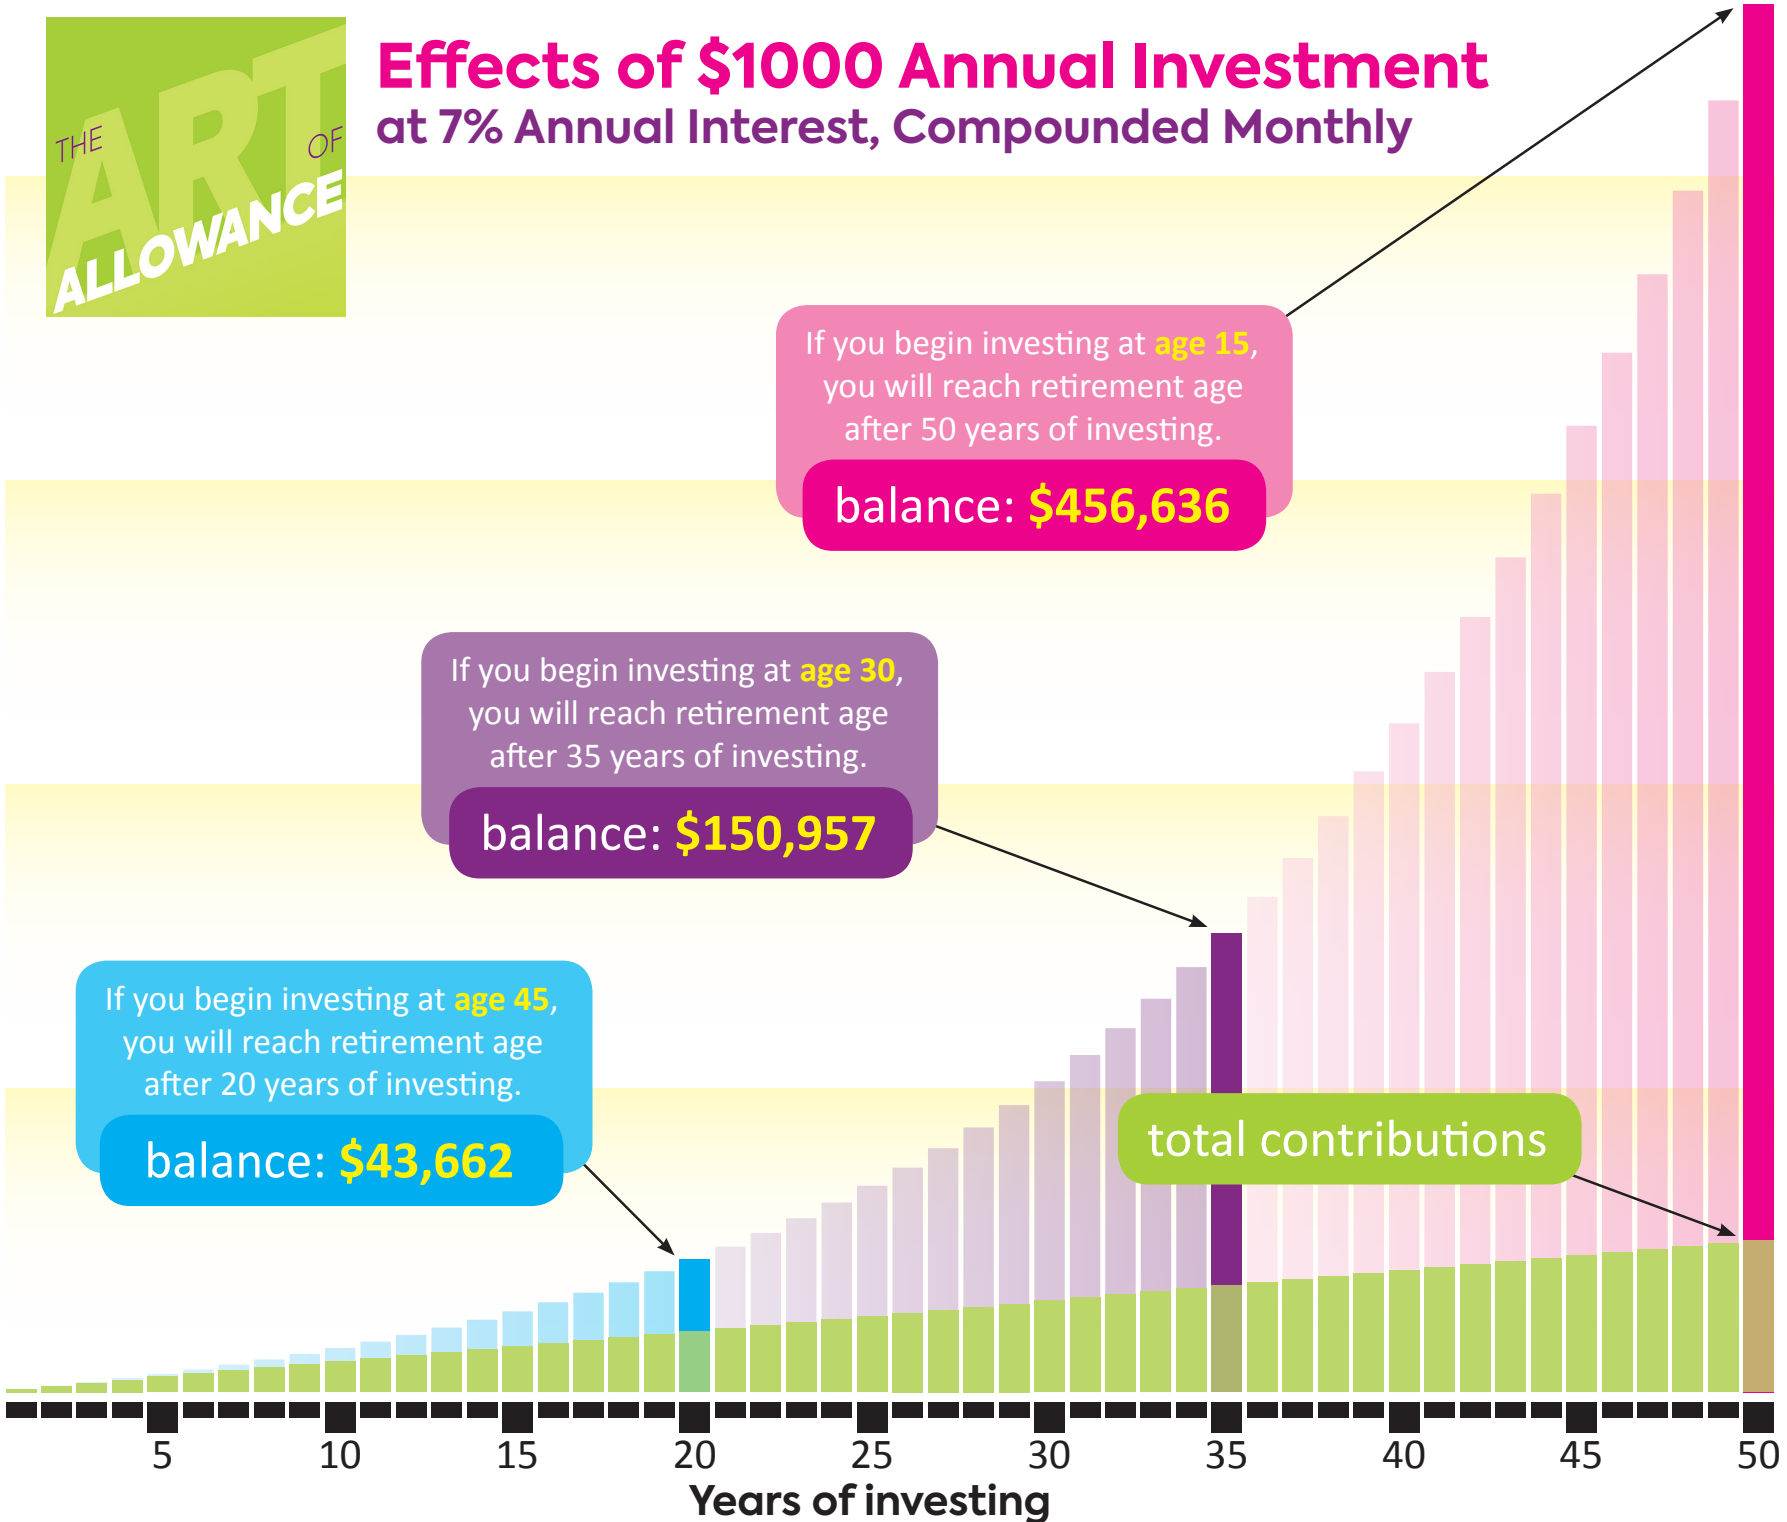 THE
ART
OF
ALLOWANCE
Effects of $1000 Annual Investment
at 7% Annual Interest, Compounded Monthly
If you begin investing at age 15,
you will reach retirement age
after 50 years of investing.
balance: $456,636
If you begin investing at age 30,
you will reach retirement age
after 35 years of investing.
balance: $150,957
If you begin investing at age 45,
you will reach retirement age
after 20 years of investing.
balance: $43,662
total contributions
5 10 15 20 25 30 35 40 45 50
Years of investing